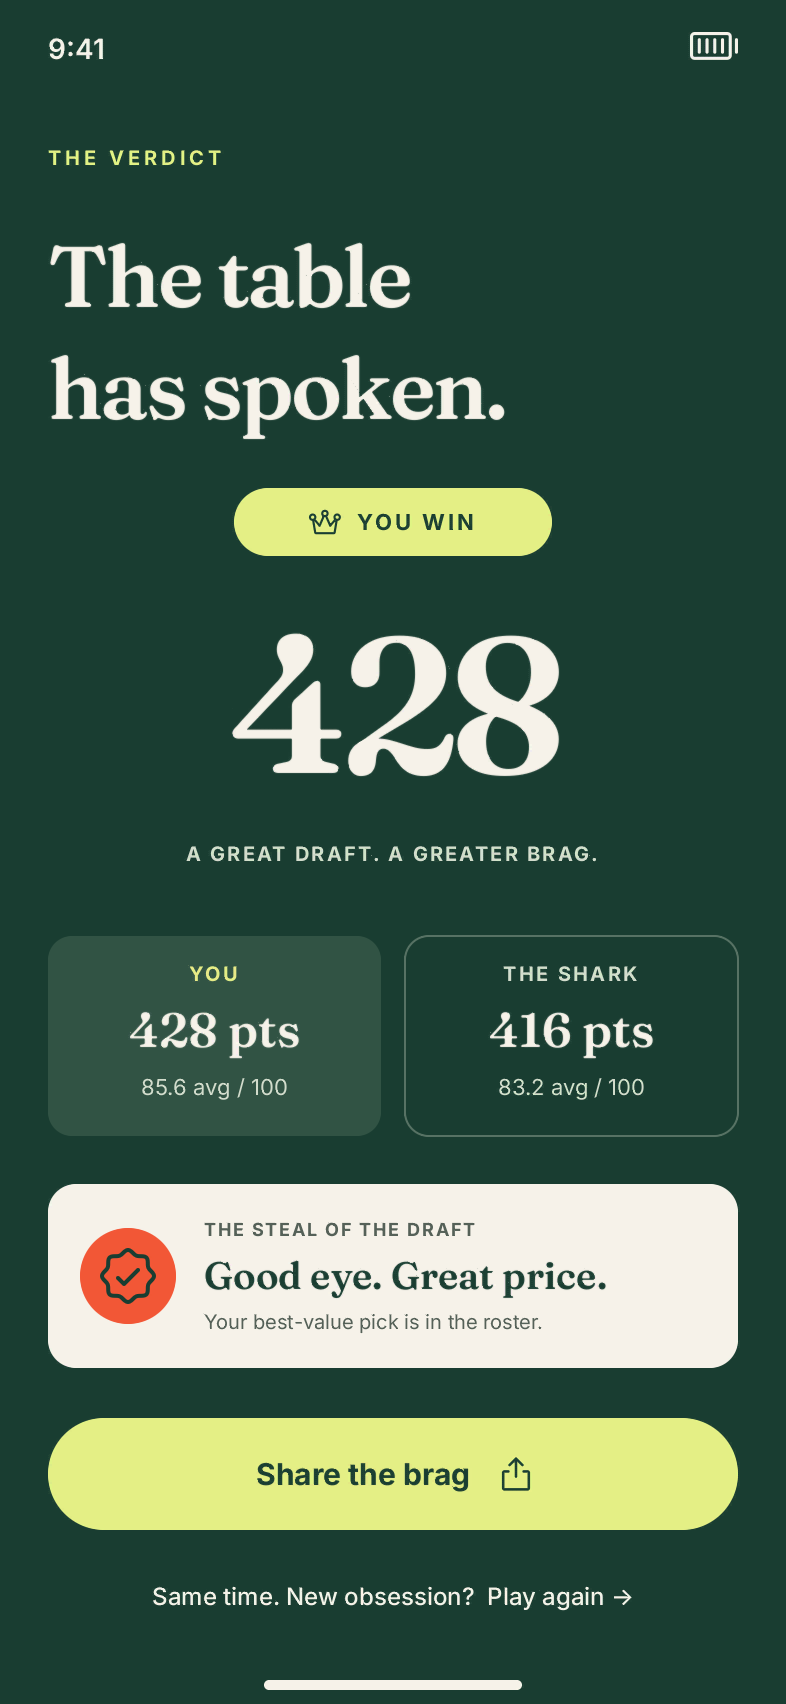 9:41
THE VERDICT
The table
has spoken.
YOU WIN
428
A GREAT DRAFT. A GREATER BRAG.
YOU
428 pts
85.6 avg / 100
THE SHARK
416 pts
83.2 avg / 100
THE STEAL OF THE DRAFT
Good eye. Great price.
Your best-value pick is in the roster.
Share the brag
Same time. New obsession? Play again →